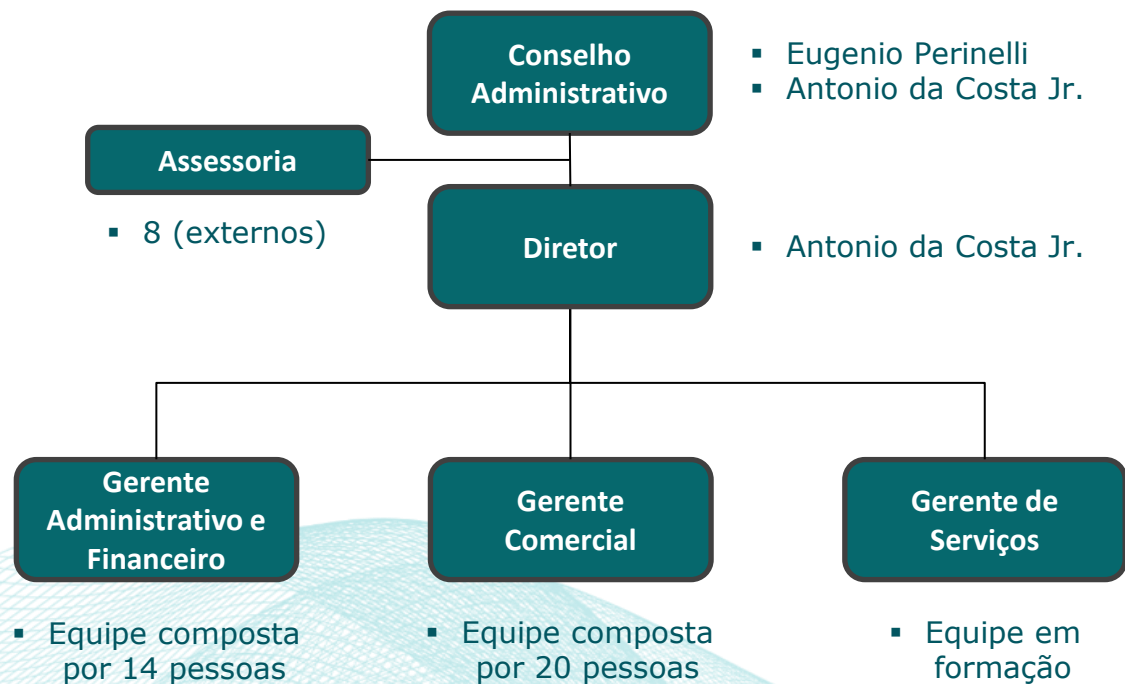 Conselho
Administrativo
▪ Eugenio Perinelli
▪ Antonio da Costa Jr.
Assessoria
▪ 8 (externos)
Diretor
▪ Antonio da Costa Jr.
Gerente
Administrativo e
Financeiro
Gerente
Comercial
Gerente de
Serviços
▪ Equipe composta
por 14 pessoas
▪ Equipe composta
por 20 pessoas
▪ Equipe em
formação